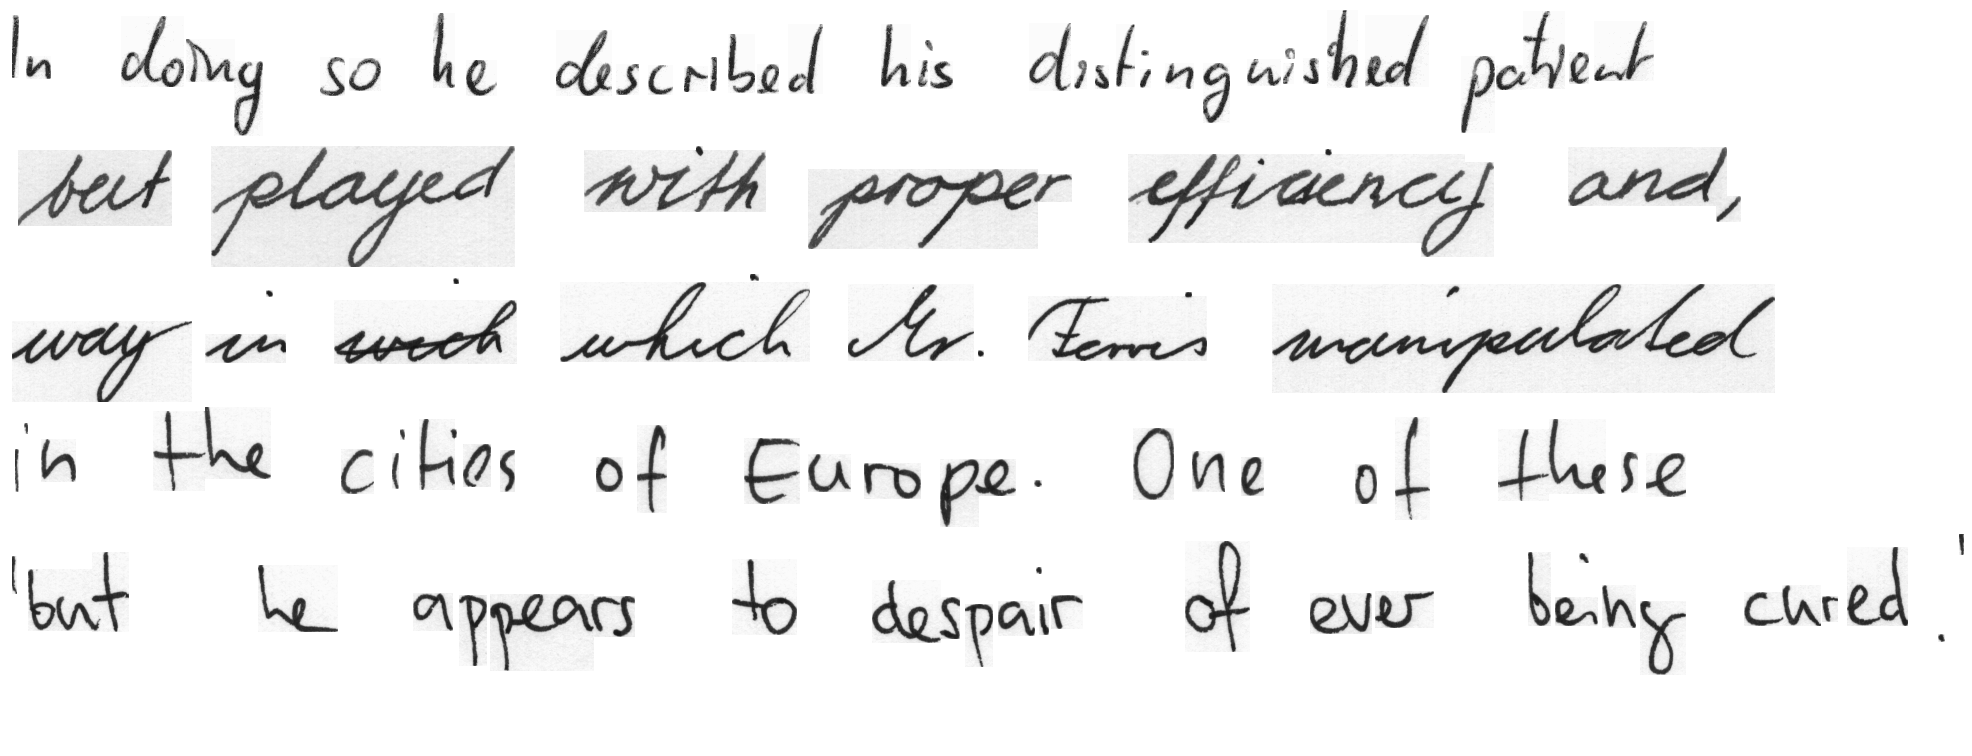 In doing so he described his distinguished patient
but played with proper efficiency and,
way in which Mr. Ferris manipulated
in the cities of Europe. One of these
'but he appears to despair of ever being cured.'